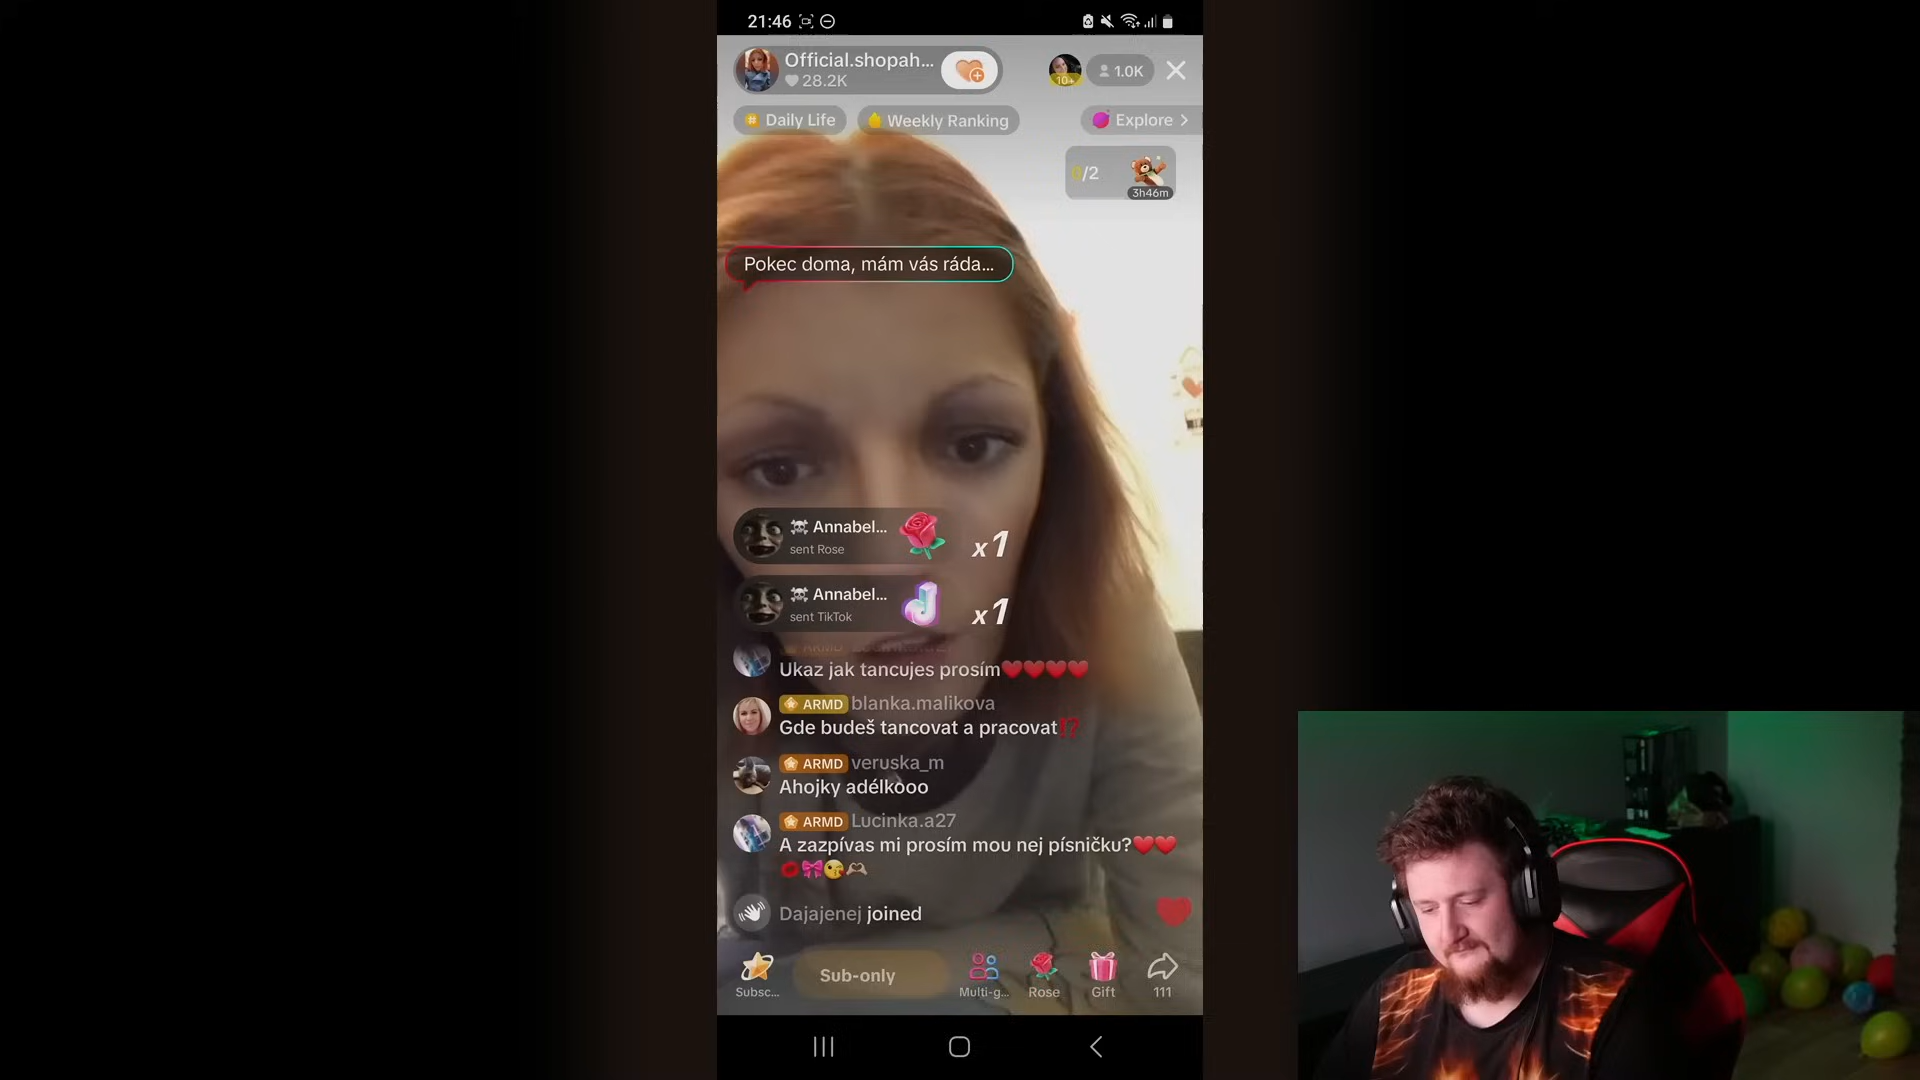 21:46
Official.shopah...
28.2K
10+
1.0K
Daily Life
Weekly Ranking
Explore
/2
3h46m
Pokec doma, mám vás ráda...
Annabel...
sent Rose
x1
Annabel...
sent TikTok
x1
Ukaz jak tancujes prosím❤️❤️❤️❤️
ARMD blanka.malikova
Gde budeš tancovat a pracovat⁉️
ARMD veruska_m
Ahojky adélkooo
ARMD Lucinka.a27
A zazpívas mi prosím mou nej písničku?❤️❤️
💋🎀😘🫶🏼
Dajajenej joined
Subsc...
Sub-only
Multi-g...
Rose
Gift
111